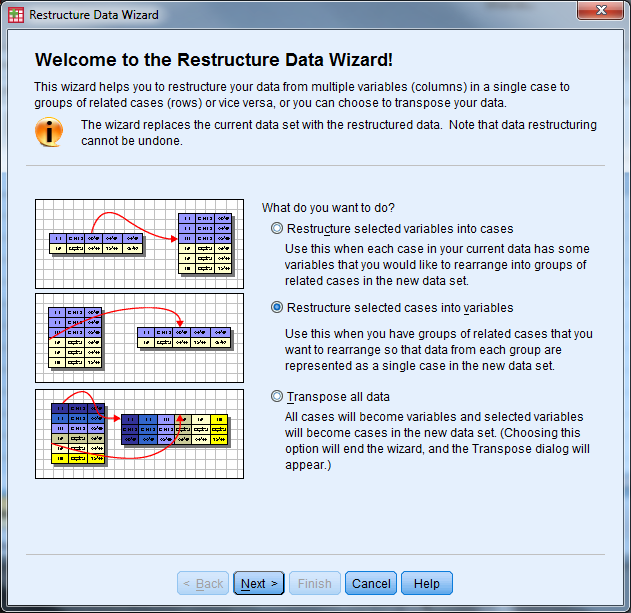 Restructure Data Wizard
Welcome to the Restructure Data Wizard!
This wizard helps you to restructure your data from multiple variables (columns) in a single case to
groups of related cases (rows) or vice versa, or you can choose to transpose your data.
The wizard replaces the current data set with the restructured data.  Note that data restructuring
cannot be undone.
What do you want to do?
Restructure selected variables into cases
Use this when each case in your current data has some
variables that you would like to rearrange into groups of
related cases in the new data set.
Restructure selected cases into variables
Use this when you have groups of related cases that you
want to rearrange so that data from each group are
represented as a single case in the new data set.
Transpose all data
All cases will become variables and selected variables
will become cases in the new data set. (Choosing this
option will end the wizard, and the Transpose dialog will
appear.)
< Back Next > Finish Cancel Help